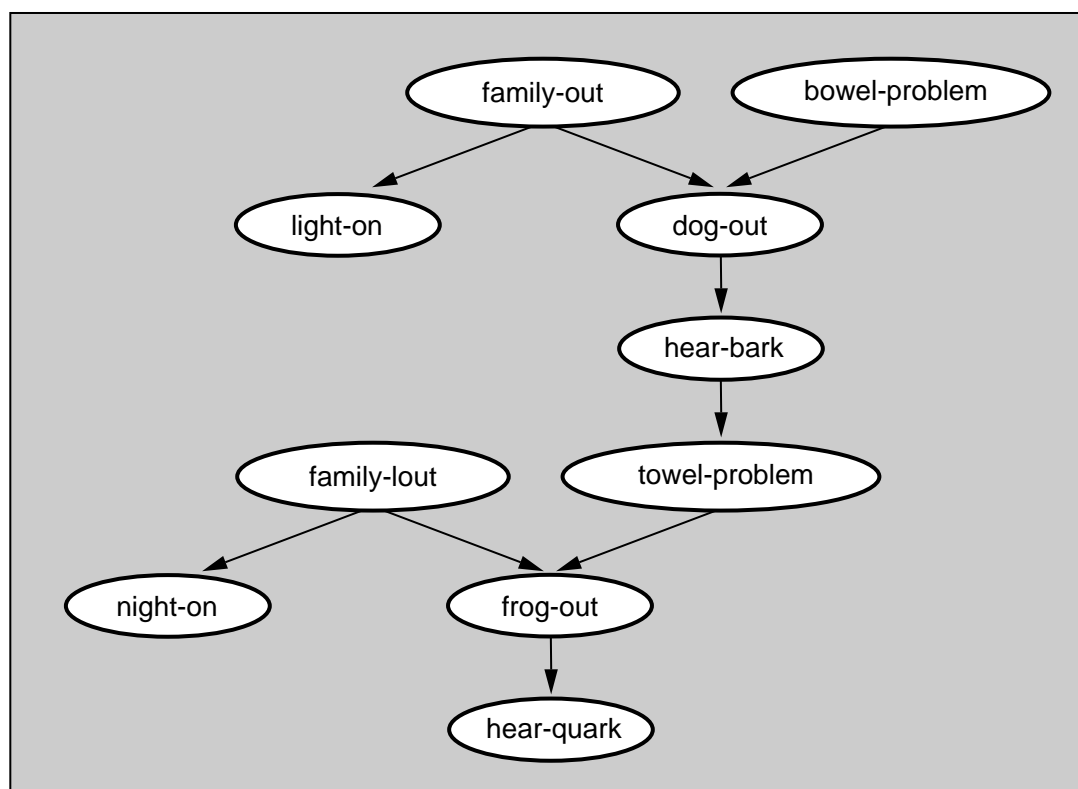 family-out
bowel-problem
light-on
dog-out
hear-bark
family-lout
towel-problem
night-on
frog-out
hear-quark